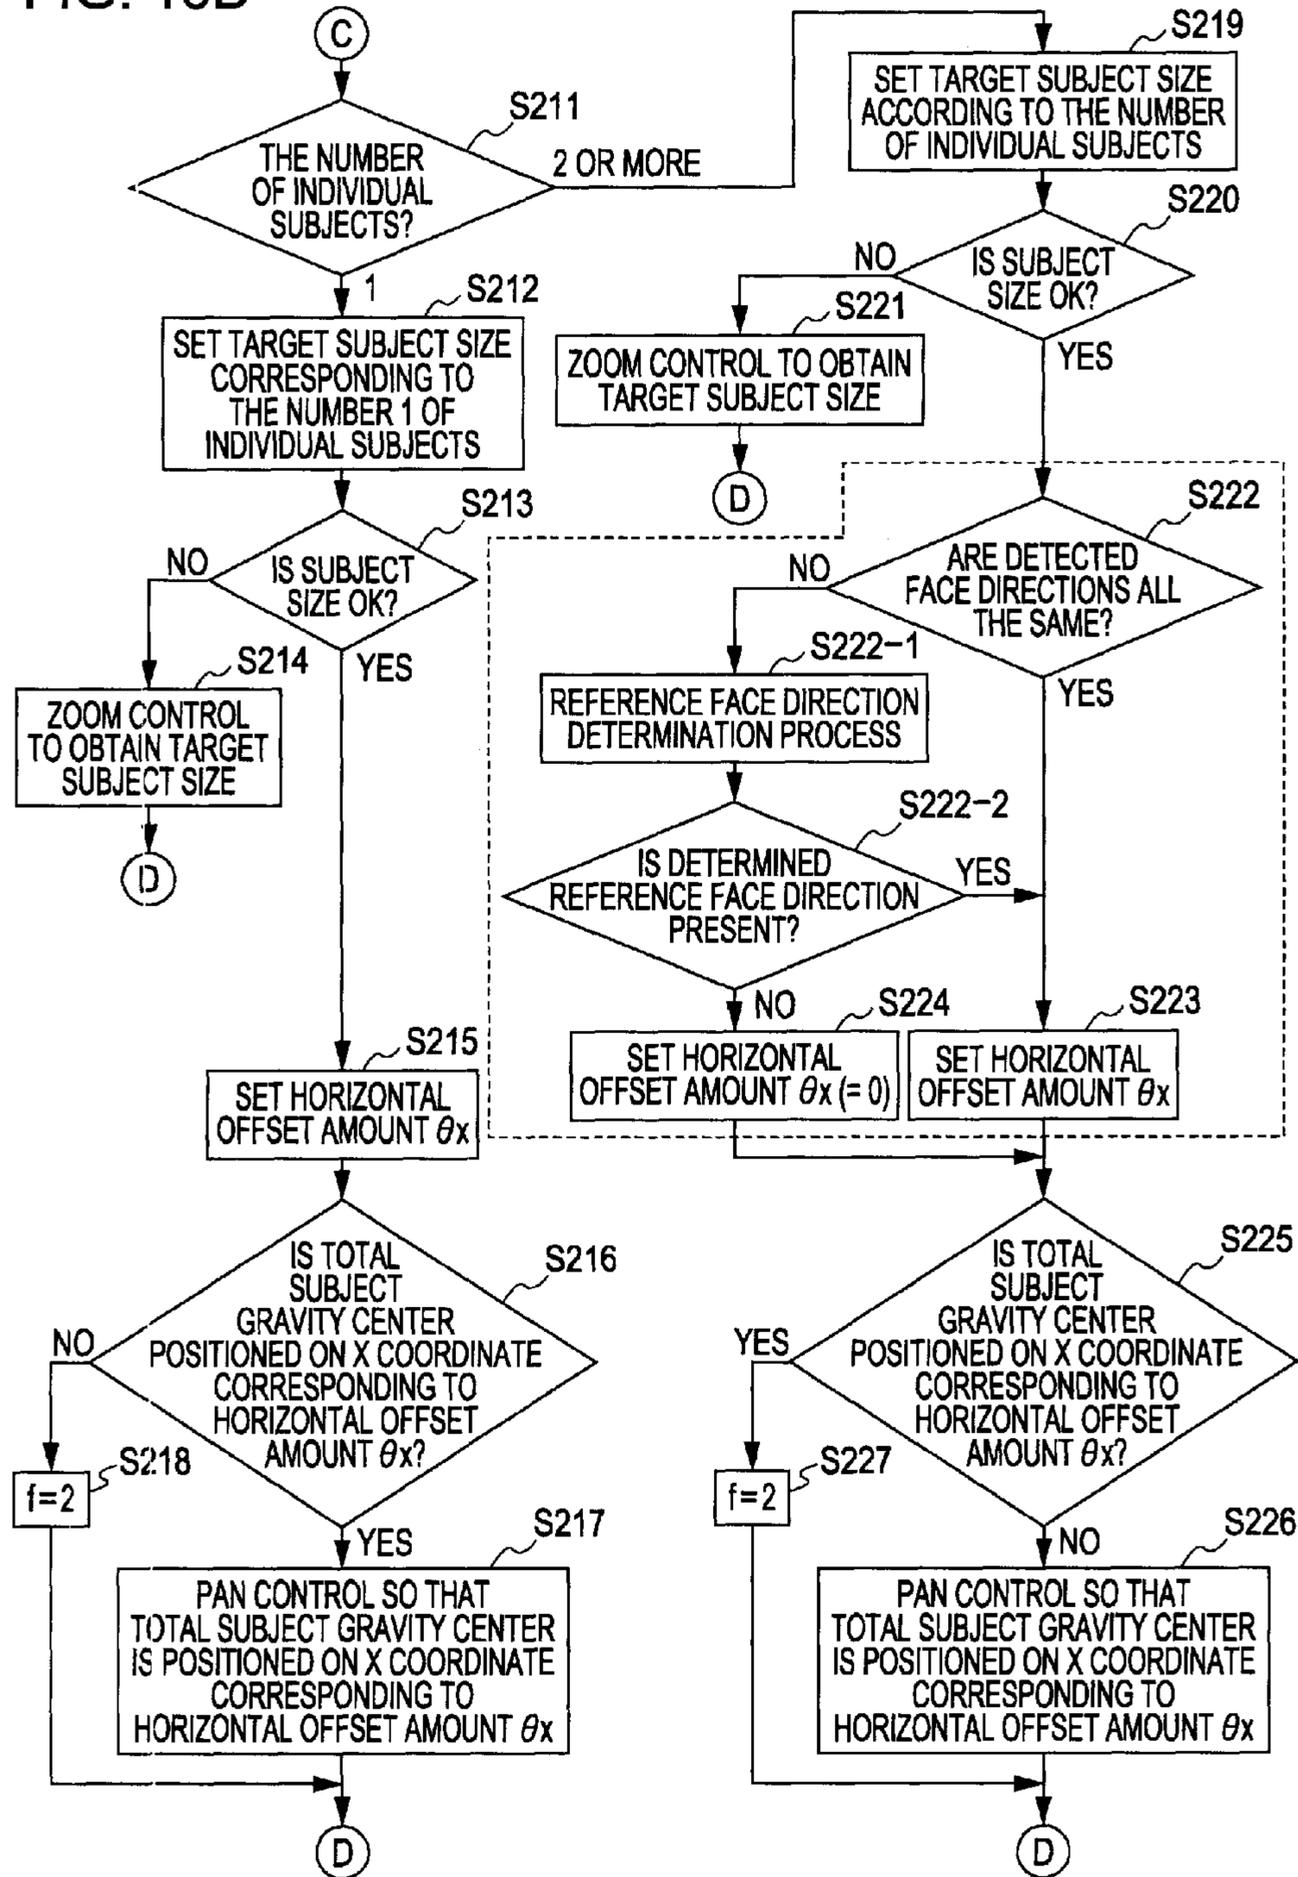 C
S211
THE NUMBER
OF INDIVIDUAL
SUBJECTS?
2 OR MORE
1
S212
SET TARGET SUBJECT SIZE
CORRESPONDING TO
THE NUMBER 1 OF
INDIVIDUAL SUBJECTS
S213
IS SUBJECT
SIZE OK?
NO
YES
S214
ZOOM CONTROL
TO OBTAIN TARGET
SUBJECT SIZE
D
S215
SET HORIZONTAL
OFFSET AMOUNT θx
S216
IS TOTAL
SUBJECT
GRAVITY CENTER
POSITIONED ON X COORDINATE
CORRESPONDING TO
HORIZONTAL OFFSET
AMOUNT θx?
NO
S218
f=2
YES
S217
PAN CONTROL SO THAT
TOTAL SUBJECT GRAVITY CENTER
IS POSITIONED ON X COORDINATE
CORRESPONDING TO
HORIZONTAL OFFSET AMOUNT θx
D
S219
SET TARGET SUBJECT SIZE
ACCORDING TO THE NUMBER
OF INDIVIDUAL SUBJECTS
S220
IS SUBJECT
SIZE OK?
NO
YES
S221
ZOOM CONTROL TO OBTAIN
TARGET SUBJECT SIZE
D
S222
ARE DETECTED
FACE DIRECTIONS ALL
THE SAME?
NO
YES
S222-1
REFERENCE FACE DIRECTION
DETERMINATION PROCESS
S222-2
IS DETERMINED
REFERENCE FACE DIRECTION
PRESENT?
YES
NO
S224
SET HORIZONTAL
OFFSET AMOUNT θx (= 0)
S223
SET HORIZONTAL
OFFSET AMOUNT θx
S225
IS TOTAL
SUBJECT
GRAVITY CENTER
POSITIONED ON X COORDINATE
CORRESPONDING TO
HORIZONTAL OFFSET
AMOUNT θx?
YES
S227
f=2
NO
S226
PAN CONTROL SO THAT
TOTAL SUBJECT GRAVITY CENTER
IS POSITIONED ON X COORDINATE
CORRESPONDING TO
HORIZONTAL OFFSET AMOUNT θx
D